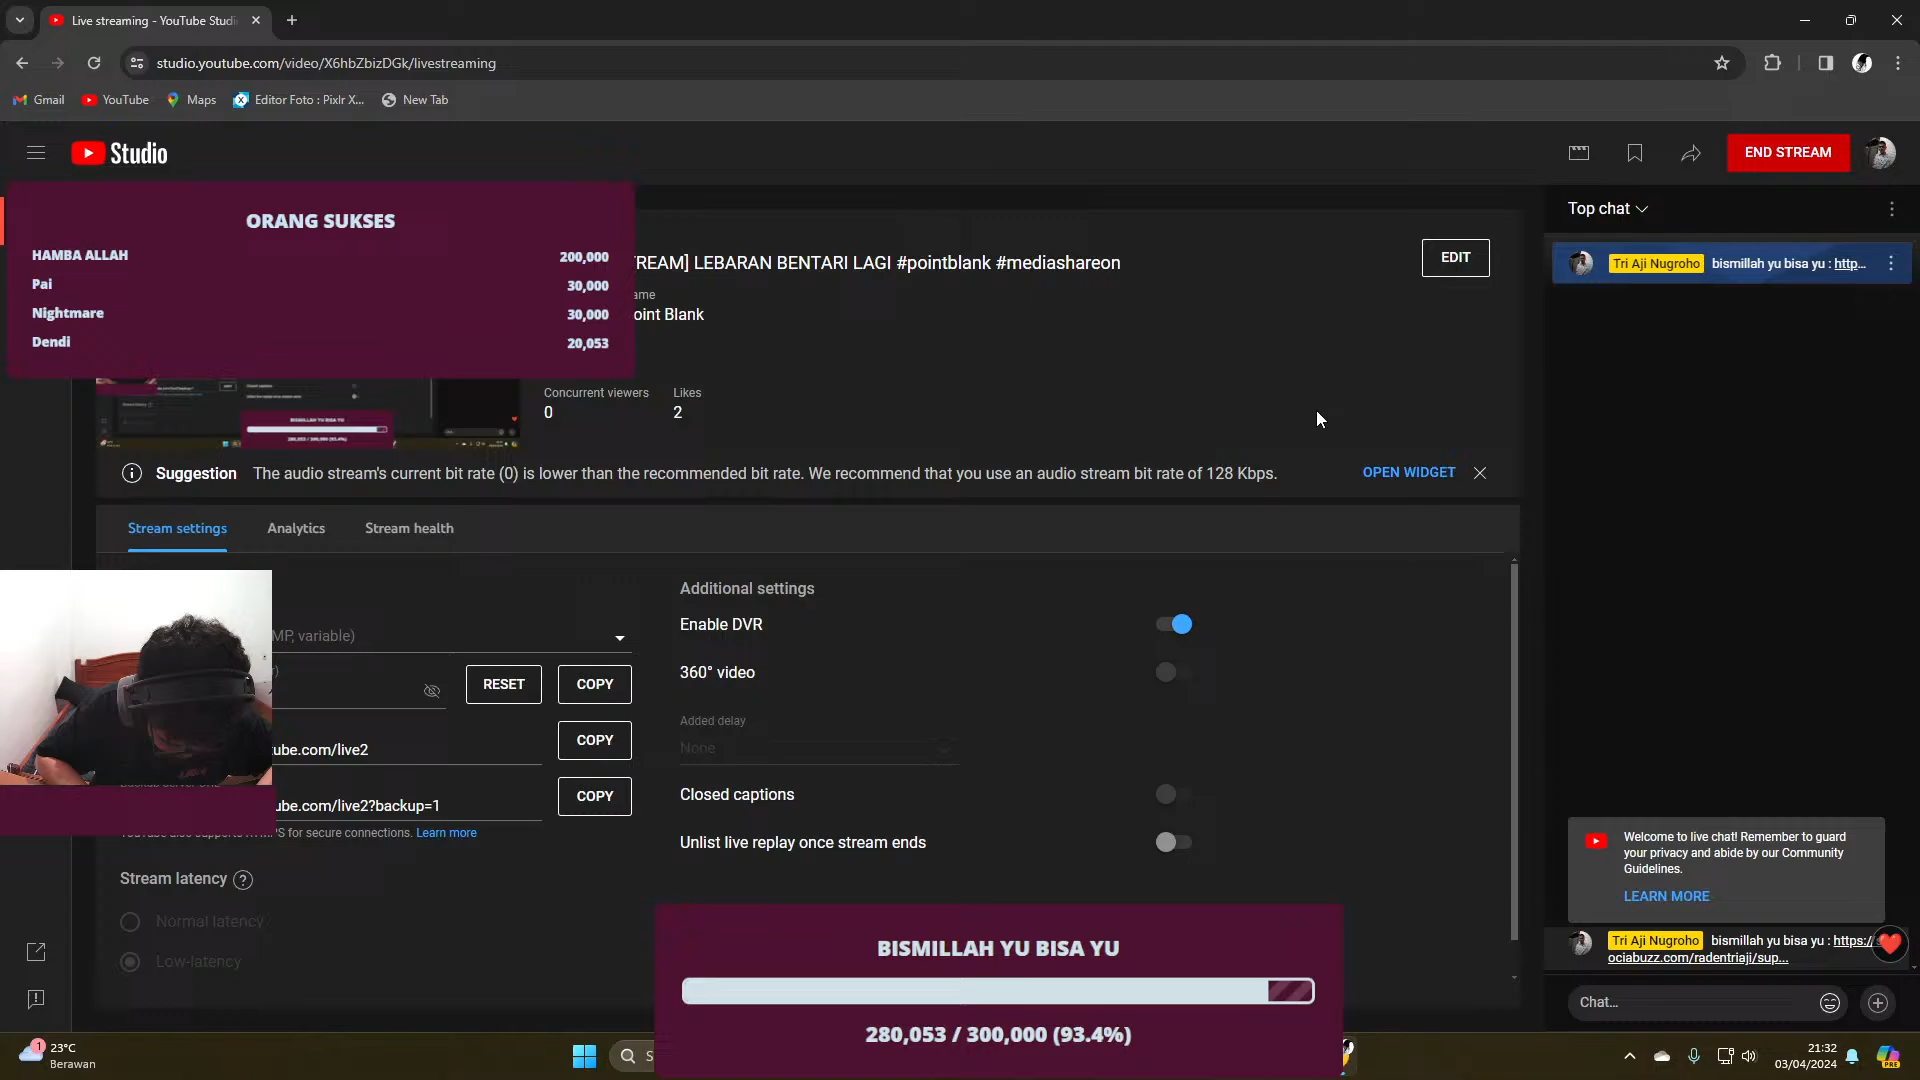 Live streaming - YouTube Studi
studio.youtube.com/video/X6hbZbizDGk/livestreaming
Gmail
YouTube
Maps
Editor Foto : Pixlr X...
New Tab
Studio
END STREAM
ORANG SUKSES
HAMBA ALLAH 200,000
Pai 30,000
Nightmare 30,000
Dendi 20,053
LEBARAN BENTARI LAGI #pointblank #mediashareon
EDIT
Blank
Concurrent viewers
0
Likes
2
Suggestion The audio stream's current bit rate (0) is lower than the recommended bit rate. We recommend that you use an audio stream bit rate of 128 Kbps.
OPEN WIDGET
Stream settings
Analytics
Stream health
MP, variable)
RESET
COPY
ube.com/live2
COPY
ube.com/live2?backup=1
COPY
for secure connections. Learn more
Stream latency
Normal latency
Low-latency
Additional settings
Enable DVR
360° video
Added delay
None
Closed captions
Unlist live replay once stream ends
BISMILLAH YU BISA YU
280,053 / 300,000 (93.4%)
Top chat
Tri Aji Nugroho bismillah yu bisa yu : http...
Welcome to live chat! Remember to guard
your privacy and abide by our Community
Guidelines.
LEARN MORE
Tri Aji Nugroho bismillah yu bisa yu : https://
ociabuzz.com/radentriaji/sup...
Chat...
1
23°C
Berawan
S
21:32
03/04/2024
PRE